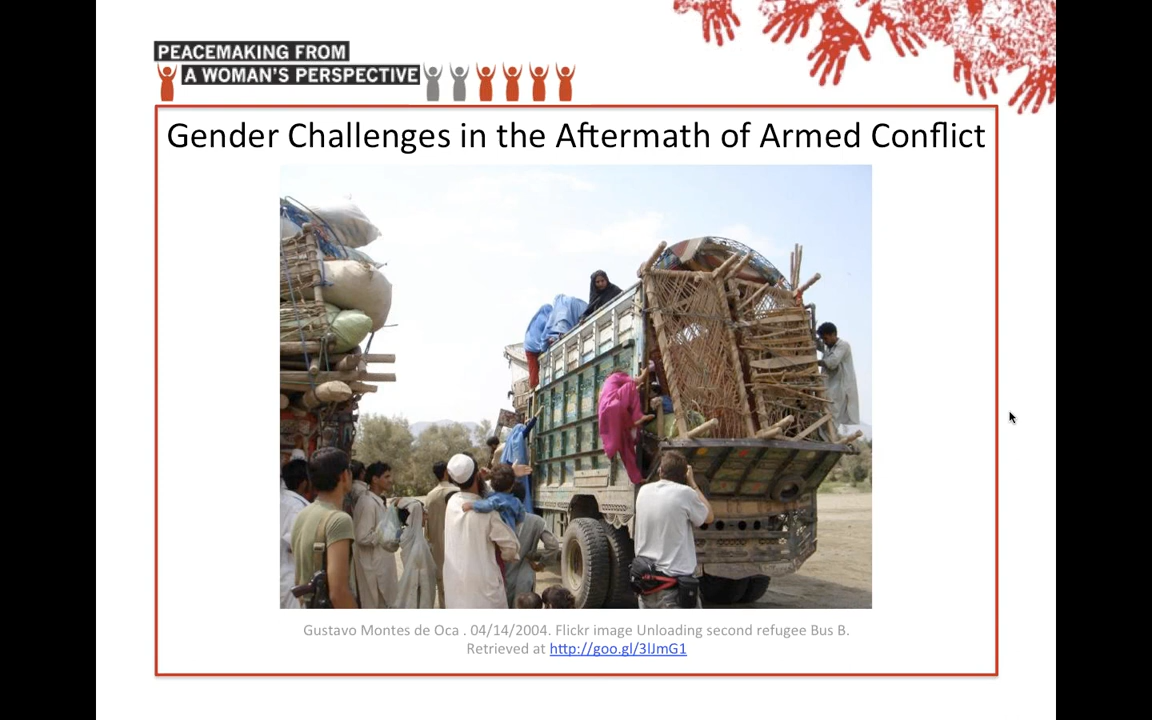 PEACEMAKING FROM
A WOMAN'S PERSPECTIVE
Gender Challenges in the Aftermath of Armed Conflict
Gustavo Montes de Oca . 04/14/2004. Flickr image Unloading second refugee Bus B.
Retrieved at http://goo.gl/3lJmG1